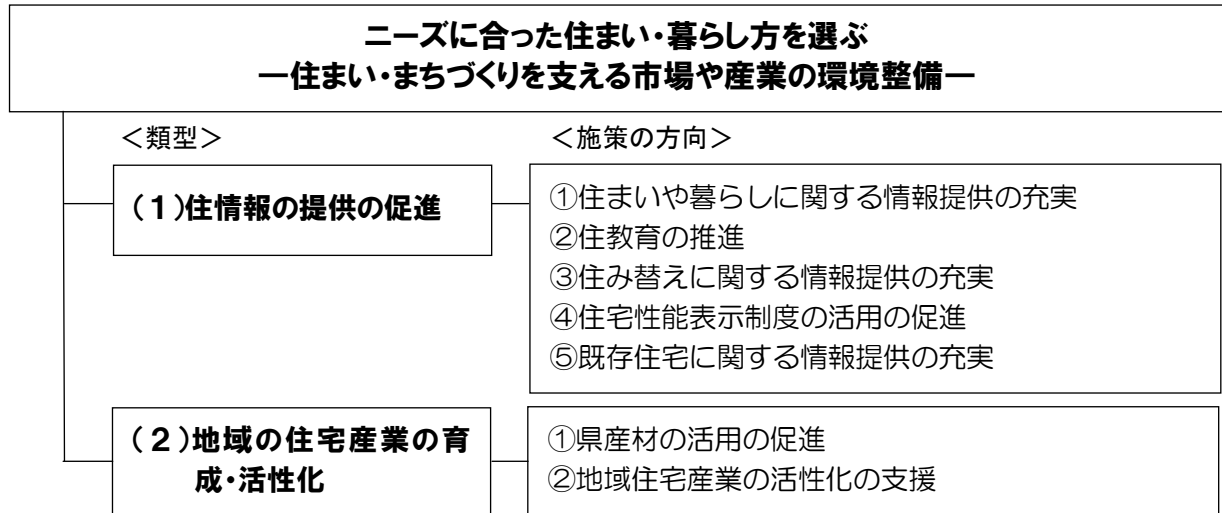 ニーズに合った住まい・暮らし方を選ぶ
―住まい・まちづくりを支える市場や産業の環境整備―
＜類型＞
＜施策の方向＞
（１）住情報の提供の促進
①住まいや暮らしに関する情報提供の充実
②住教育の推進
③住み替えに関する情報提供の充実
④住宅性能表示制度の活用の促進
⑤既存住宅に関する情報提供の充実
（２）地域の住宅産業の育
成・活性化
①県産材の活用の促進
②地域住宅産業の活性化の支援